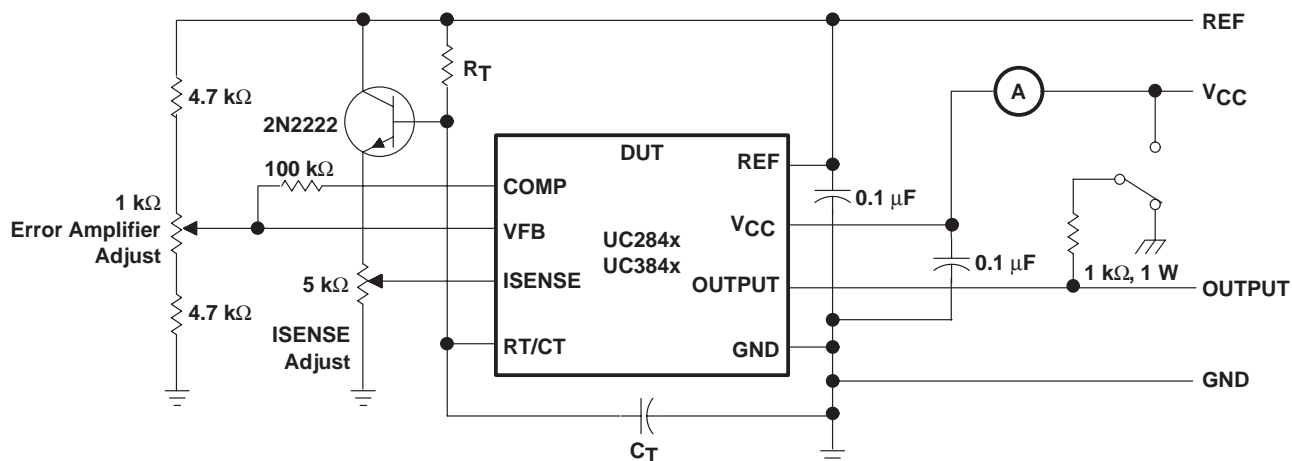 REF
R_T
4.7 kΩ
A
V_CC
2N2222
DUT
REF
100 kΩ
COMP
0.1 µF
1 kΩ
Error Amplifier
Adjust
VFB
V_CC
UC284x
UC384x
0.1 µF
5 kΩ
ISENSE
OUTPUT
1 kΩ, 1 W
OUTPUT
4.7 kΩ
ISENSE
Adjust
RT/CT
GND
GND
C_T